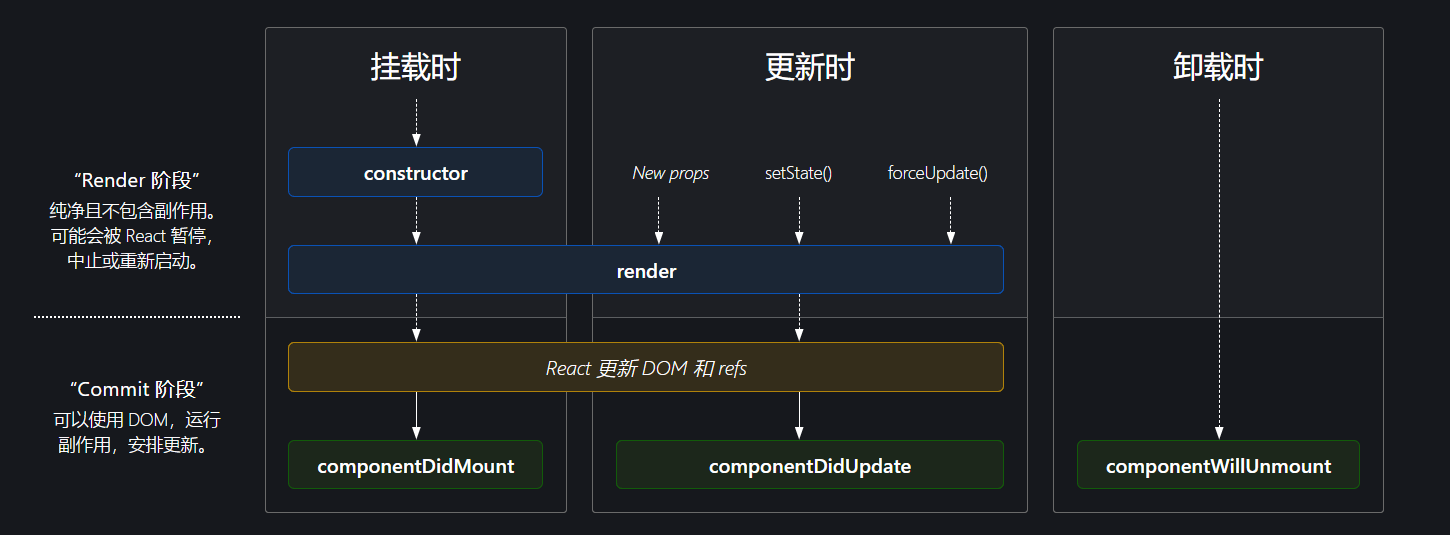 挂载时
更新时
卸载时
“Render 阶段”
纯净且不包含副作用。
可能会被 React 暂停，
中止或重新启动。
constructor
New props
setState()
forceUpdate()
render
“Commit 阶段”
可以使用 DOM，运行
副作用，安排更新。
React 更新 DOM 和 refs
componentDidMount
componentDidUpdate
componentWillUnmount